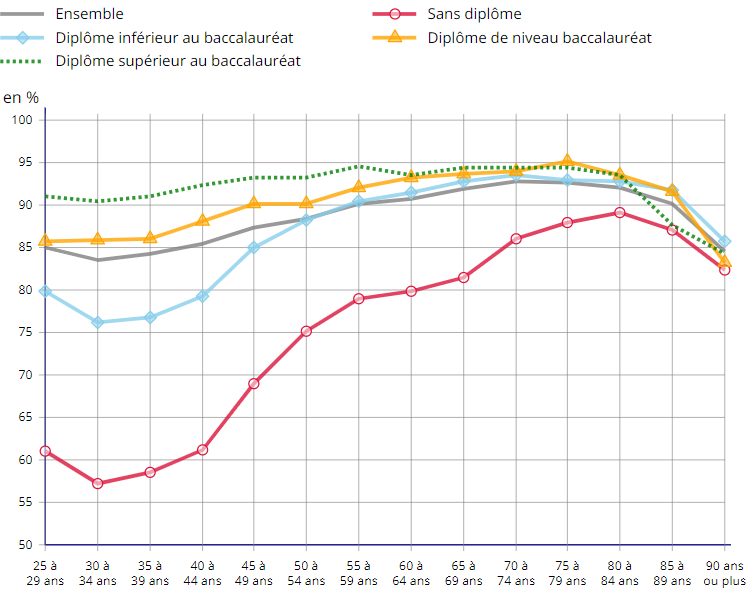 Ensemble
Sans diplôme
Diplôme inférieur au baccalauréat
Diplôme de niveau baccalauréat
Diplôme supérieur au baccalauréat
en %
100
95
90
85
80
75
70
65
60
55
50
25 à 30 à 35 à 40 à 45 à 50 à 55 à 60 à 65 à 70 à 75 à 80 à 85 à 90 ans
29 ans 34 ans 39 ans 44 ans 49 ans 54 ans 59 ans 64 ans 69 ans 74 ans 79 ans 84 ans 89 ans ou plus